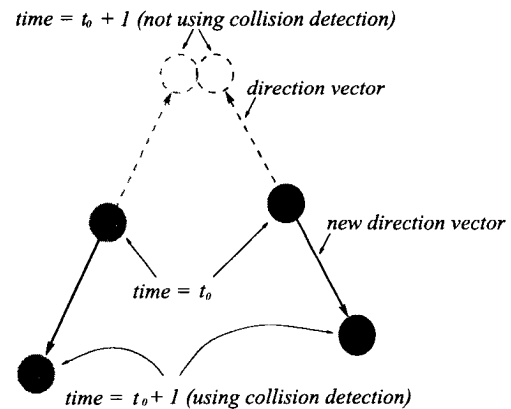 time = t₀ + 1 (not using collision detection)
direction vector
new direction vector
time = t₀
time = t₀ + 1 (using collision detection)